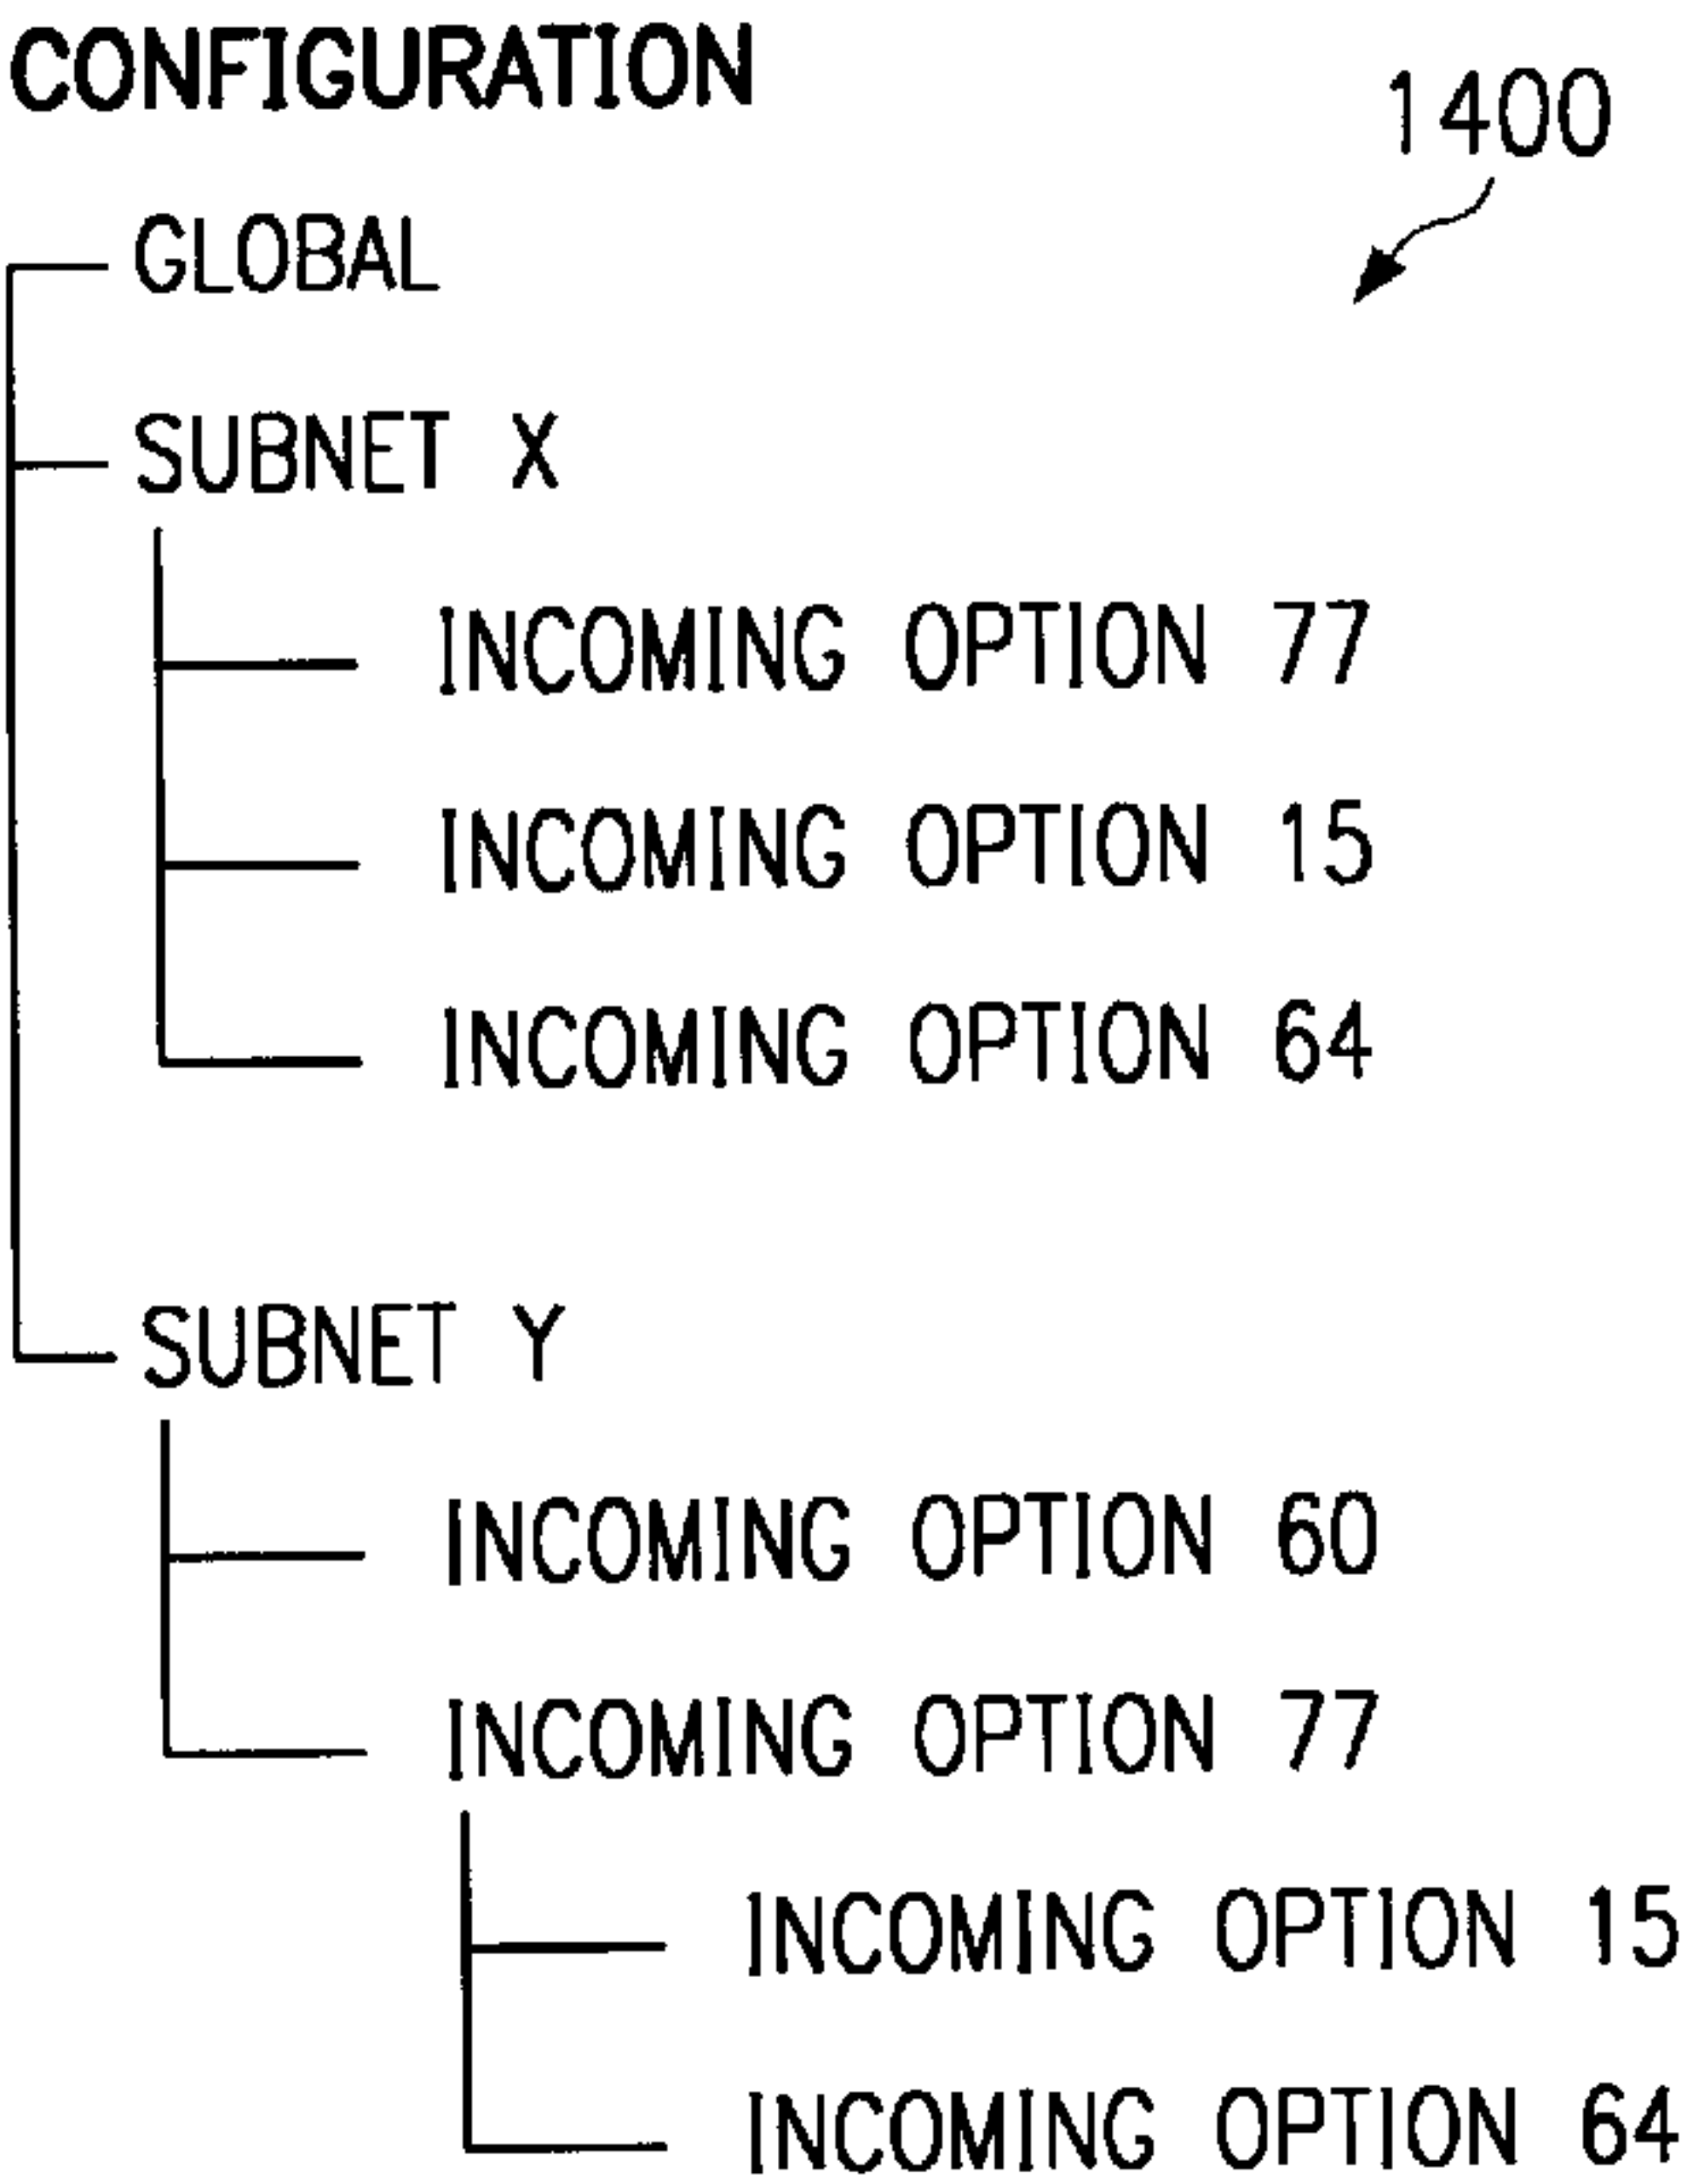 CONFIGURATION
1400
GLOBAL
SUBNET X
INCOMING OPTION 77
INCOMING OPTION 15
INCOMING OPTION 64
SUBNET Y
INCOMING OPTION 60
INCOMING OPTION 77
INCOMING OPTION 15
INCOMING OPTION 64